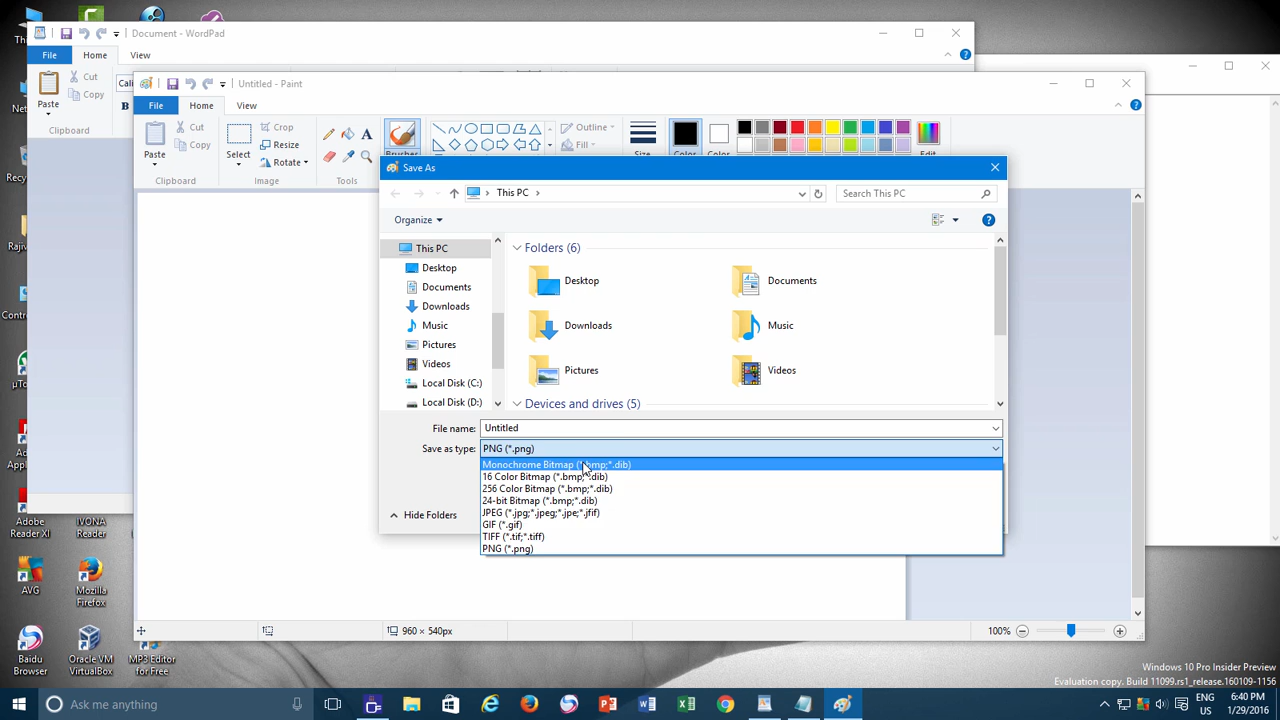 Document - WordPad
File
Home
View
Cut
Paste
Copy
Cali
B
Clipboard
Untitled - Paint
File
Home
View
Cut
Crop
Outline
Paste
Copy
Select
Resize
Fill
Rotate
Brushes
Size
Color
Color
Edit
Clipboard
Image
Tools
Save As
This PC
Search This PC
Organize
This PC
Desktop
Documents
Downloads
Music
Pictures
Videos
Local Disk (C:)
Local Disk (D:)
Folders (6)
Desktop
Documents
Downloads
Music
Pictures
Videos
Devices and drives (5)
File name:
Untitled
Save as type:
PNG (*.png)
Monochrome Bitmap (*.bmp;*.dib)
16 Color Bitmap (*.bmp;*.dib)
256 Color Bitmap (*.bmp;*.dib)
24-bit Bitmap (*.bmp;*.dib)
JPEG (*.jpg;*.jpeg;*.jpe;*.jfif)
GIF (*.gif)
TIFF (*.tif;*.tiff)
PNG (*.png)
Hide Folders
960 × 540px
100%
Adobe
Reader XI
IVONA
Reader
AVG
Mozilla
Firefox
Baidu
Browser
Oracle VM
VirtualBox
MP3 Editor
for Free
Windows 10 Pro Insider Preview
Evaluation copy. Build 11099.rs1_release.160109-1156
Ask me anything
ENG
US
6:40 PM
1/29/2016